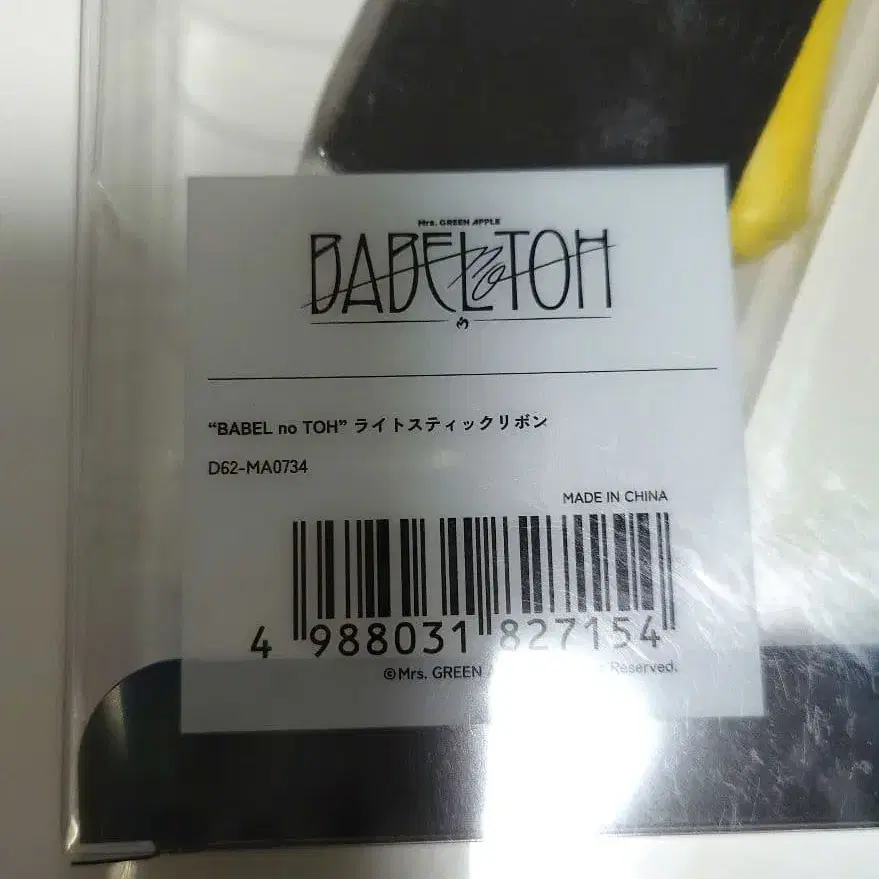 Mrs. GREEN APPLE
BABEL no TOH
“BABEL no TOH” ライトスティックリボン
D62-MA0734
MADE IN CHINA
4 988031 827154
©Mrs. GREEN Reserved.